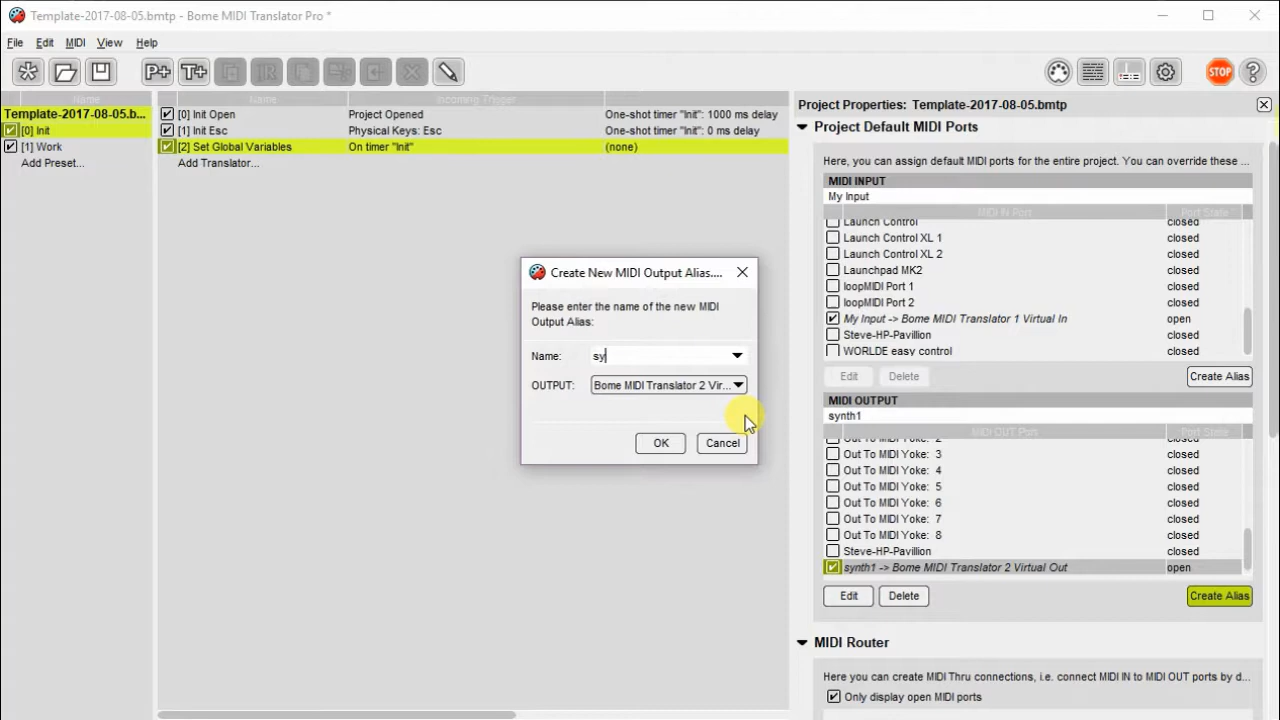 Template-2017-08-05.bmtp - Bome MIDI Translator Pro *
File Edit MIDI View Help
P+ T+ STOP ?
Name
Template-2017-08-05.b...
[0] Init
[1] Work
Add Preset...
Name Incoming Trigger
[0] Init Open Project Opened One-shot timer "Init": 1000 ms delay
[1] Init Esc Physical Keys: Esc One-shot timer "Init": 0 ms delay
[2] Set Global Variables On timer "Init" (none)
Add Translator...
Create New MIDI Output Alias....
Please enter the name of the new MIDI
Output Alias:
Name: sy
OUTPUT: Bome MIDI Translator 2 Vir...
OK Cancel
Project Properties: Template-2017-08-05.bmtp
Project Default MIDI Ports
Here, you can assign default MIDI ports for the entire project. You can override these ...
MIDI INPUT
My Input
MIDI IN Port Port State
Launch Control closed
Launch Control XL 1 closed
Launch Control XL 2 closed
Launchpad MK2 closed
loopMIDI Port 1 closed
loopMIDI Port 2 closed
My Input -> Bome MIDI Translator 1 Virtual In open
Steve-HP-Pavillion closed
WORLDE easy control closed
Edit Delete Create Alias
MIDI OUTPUT
synth1
MIDI OUT Port Port State
Out To MIDI Yoke: 2 closed
Out To MIDI Yoke: 3 closed
Out To MIDI Yoke: 4 closed
Out To MIDI Yoke: 5 closed
Out To MIDI Yoke: 6 closed
Out To MIDI Yoke: 7 closed
Out To MIDI Yoke: 8 closed
Steve-HP-Pavillion closed
synth1 -> Bome MIDI Translator 2 Virtual Out open
Edit Delete Create Alias
MIDI Router
Here you can create MIDI Thru connections, i.e. connect MIDI IN to MIDI OUT ports by d...
Only display open MIDI ports